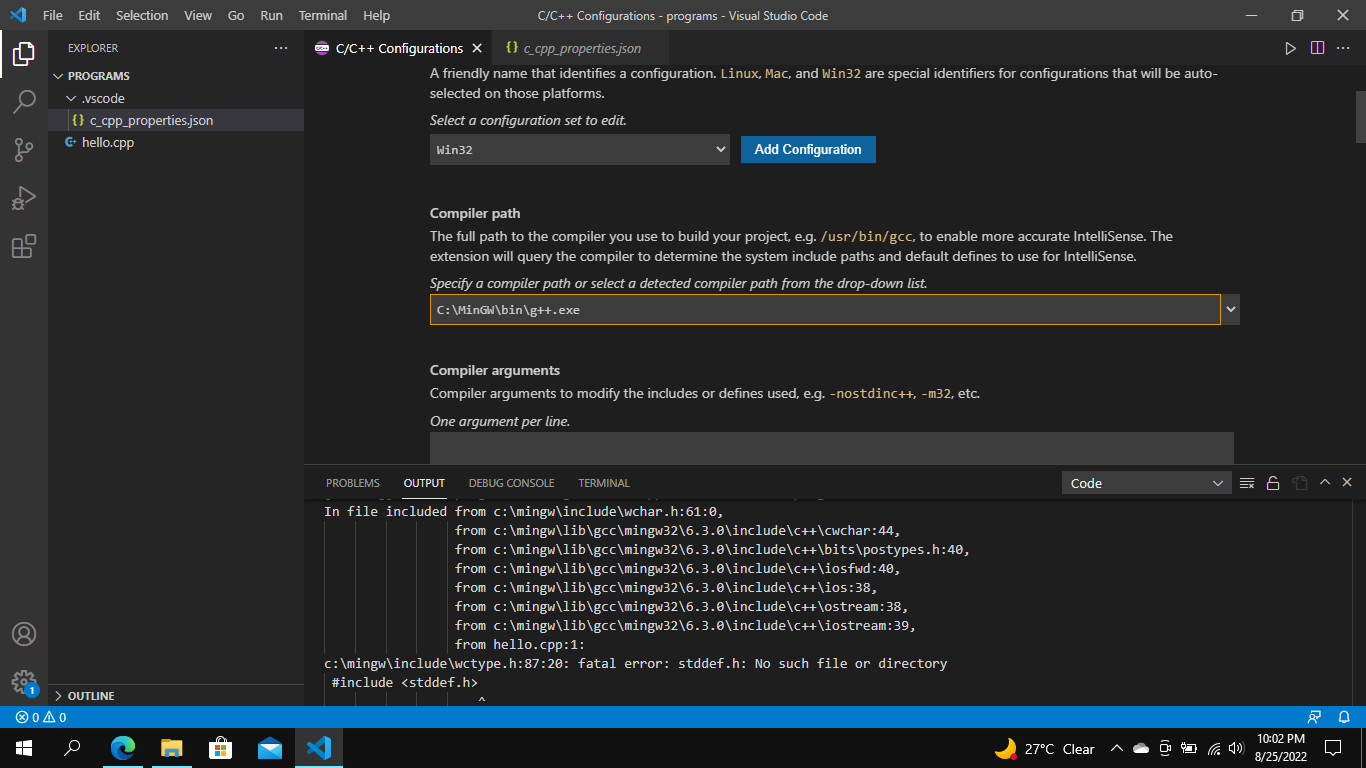 File Edit Selection View Go Run Terminal Help
C/C++ Configurations - programs - Visual Studio Code
EXPLORER
PROGRAMS
.vscode
{} c_cpp_properties.json
hello.cpp
OUTLINE
C/C++ Configurations
{} c_cpp_properties.json
A friendly name that identifies a configuration. Linux, Mac, and Win32 are special identifiers for configurations that will be auto-
selected on those platforms.
Select a configuration set to edit.
Win32
Add Configuration
Compiler path
The full path to the compiler you use to build your project, e.g. /usr/bin/gcc, to enable more accurate IntelliSense. The
extension will query the compiler to determine the system include paths and default defines to use for IntelliSense.
Specify a compiler path or select a detected compiler path from the drop-down list.
C:\MinGW\bin\g++.exe
Compiler arguments
Compiler arguments to modify the includes or defines used, e.g. -nostdinc++, -m32, etc.
One argument per line.
PROBLEMS OUTPUT DEBUG CONSOLE TERMINAL
Code
In file included from c:\mingw\include\wchar.h:61:0,
from c:\mingw\lib\gcc\mingw32\6.3.0\include\c++\cwchar:44,
from c:\mingw\lib\gcc\mingw32\6.3.0\include\c++\bits\postypes.h:40,
from c:\mingw\lib\gcc\mingw32\6.3.0\include\c++\iosfwd:40,
from c:\mingw\lib\gcc\mingw32\6.3.0\include\c++\ios:38,
from c:\mingw\lib\gcc\mingw32\6.3.0\include\c++\ostream:38,
from c:\mingw\lib\gcc\mingw32\6.3.0\include\c++\iostream:39,
from hello.cpp:1:
c:\mingw\include\wctype.h:87:20: fatal error: stddef.h: No such file or directory
#include <stddef.h>
^
1
0 0
27°C Clear
10:02 PM
8/25/2022